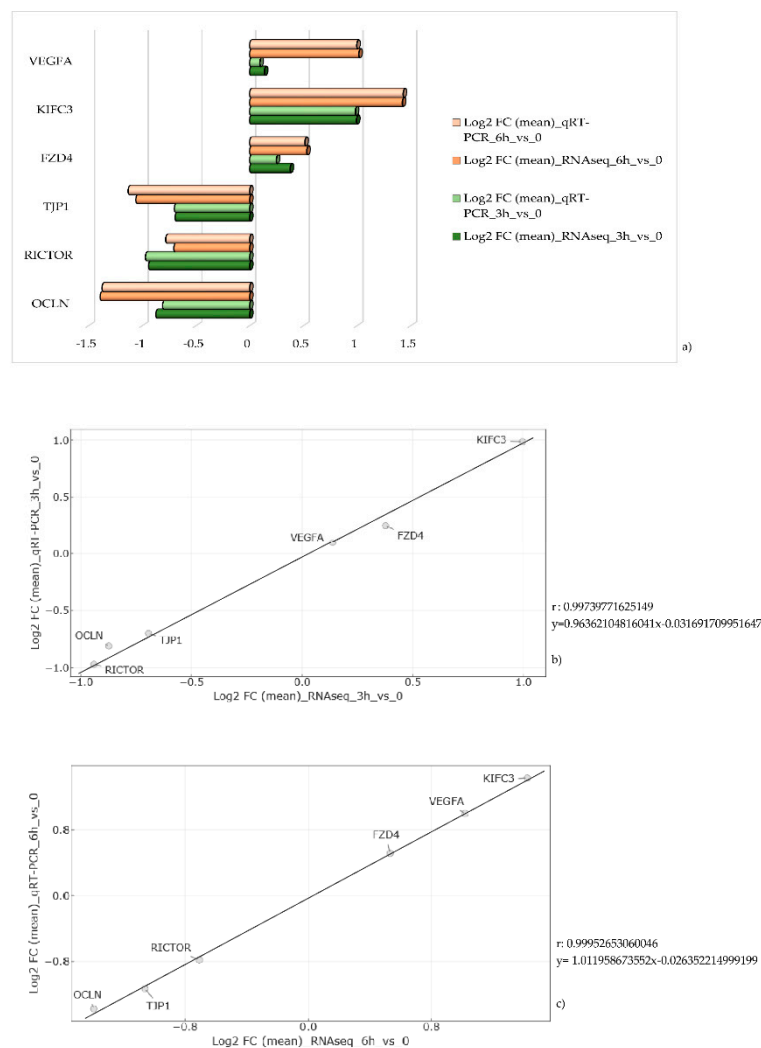 VEGFA
KIFC3
FZD4
TJP1
RICTOR
OCLN
-1.5 -1 -0.5 0 0.5 1 1.5
Log2 FC (mean)_qRT-
PCR_6h_vs_0
Log2 FC (mean)_RNAseq_6h_vs_0
Log2 FC (mean)_qRT-
PCR_3h_vs_0
Log2 FC (mean)_RNAseq_3h_vs_0
a)
Log2 FC (mean)_qRT-PCR_3h_vs_0
1.0
0.5
0.0
−0.5
−1.0
KIFC3
VEGFA
FZD4
OCLN
TJP1
RICTOR
−1.0 −0.5 0.0 0.5 1.0
Log2 FC (mean)_RNAseq_3h_vs_0
r: 0.99739771625149
y=0.96362104816041x-0.031691709951647
b)
Log2 FC (mean)_qRT-PCR_6h_vs_0
0.8
0.0
−0.8
KIFC3
VEGFA
FZD4
RICTOR
OCLN
TJP1
−0.8 0.0 0.8
Log2 FC (mean)_RNAseq_6h_vs_0
r: 0.99952653060046
y= 1.011958673552x-0.026352214999199
c)